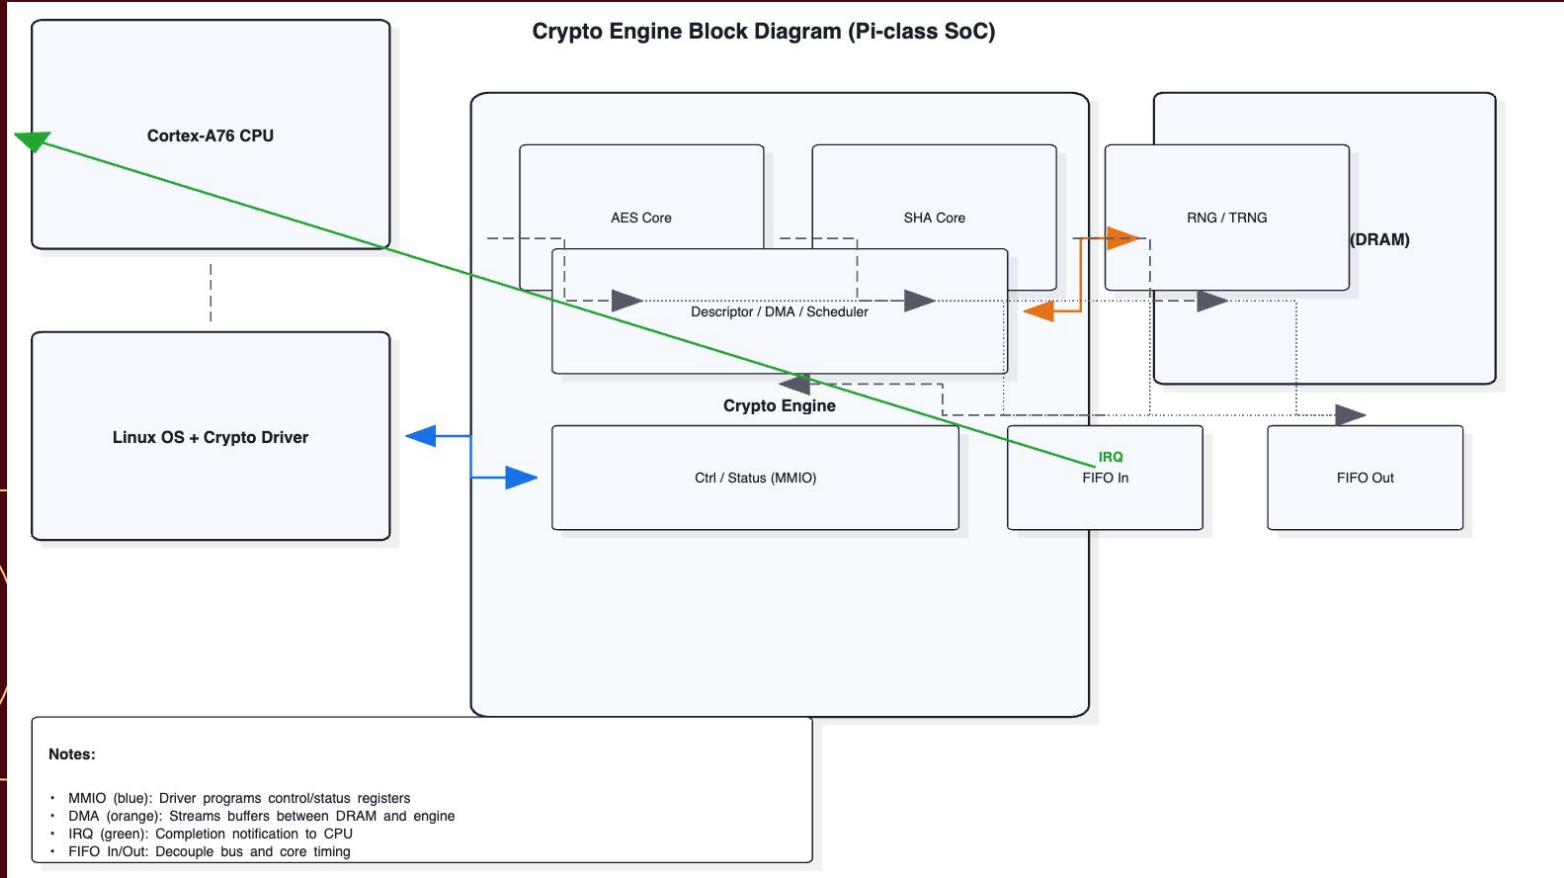 Crypto Engine Block Diagram (Pi-class SoC)
Cortex-A76 CPU
AES Core
SHA Core
RNG / TRNG
(DRAM)
Descriptor / DMA / Scheduler
Crypto Engine
Linux OS + Crypto Driver
Ctrl / Status (MMIO)
IRQ
FIFO In
FIFO Out
Notes:
• MMIO (blue): Driver programs control/status registers
• DMA (orange): Streams buffers between DRAM and engine
• IRQ (green): Completion notification to CPU
• FIFO In/Out: Decouple bus and core timing